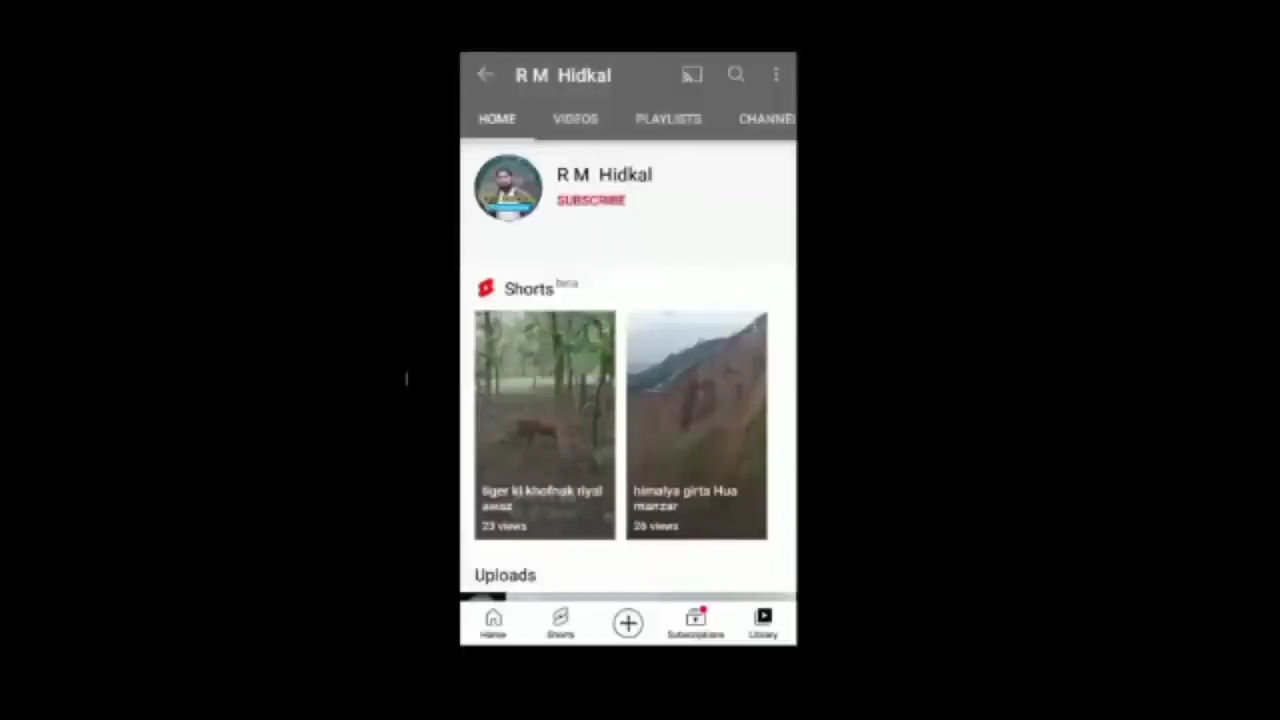 R M Hidkal
HOME VIDEOS PLAYLISTS CHANNEL
R M Hidkal
SUBSCRIBE
Shorts beta
tiger ki khofnak riyal
awaz
23 views
himalya girta Hua
manzar
26 views
Uploads
Home Shorts Subscriptions Library